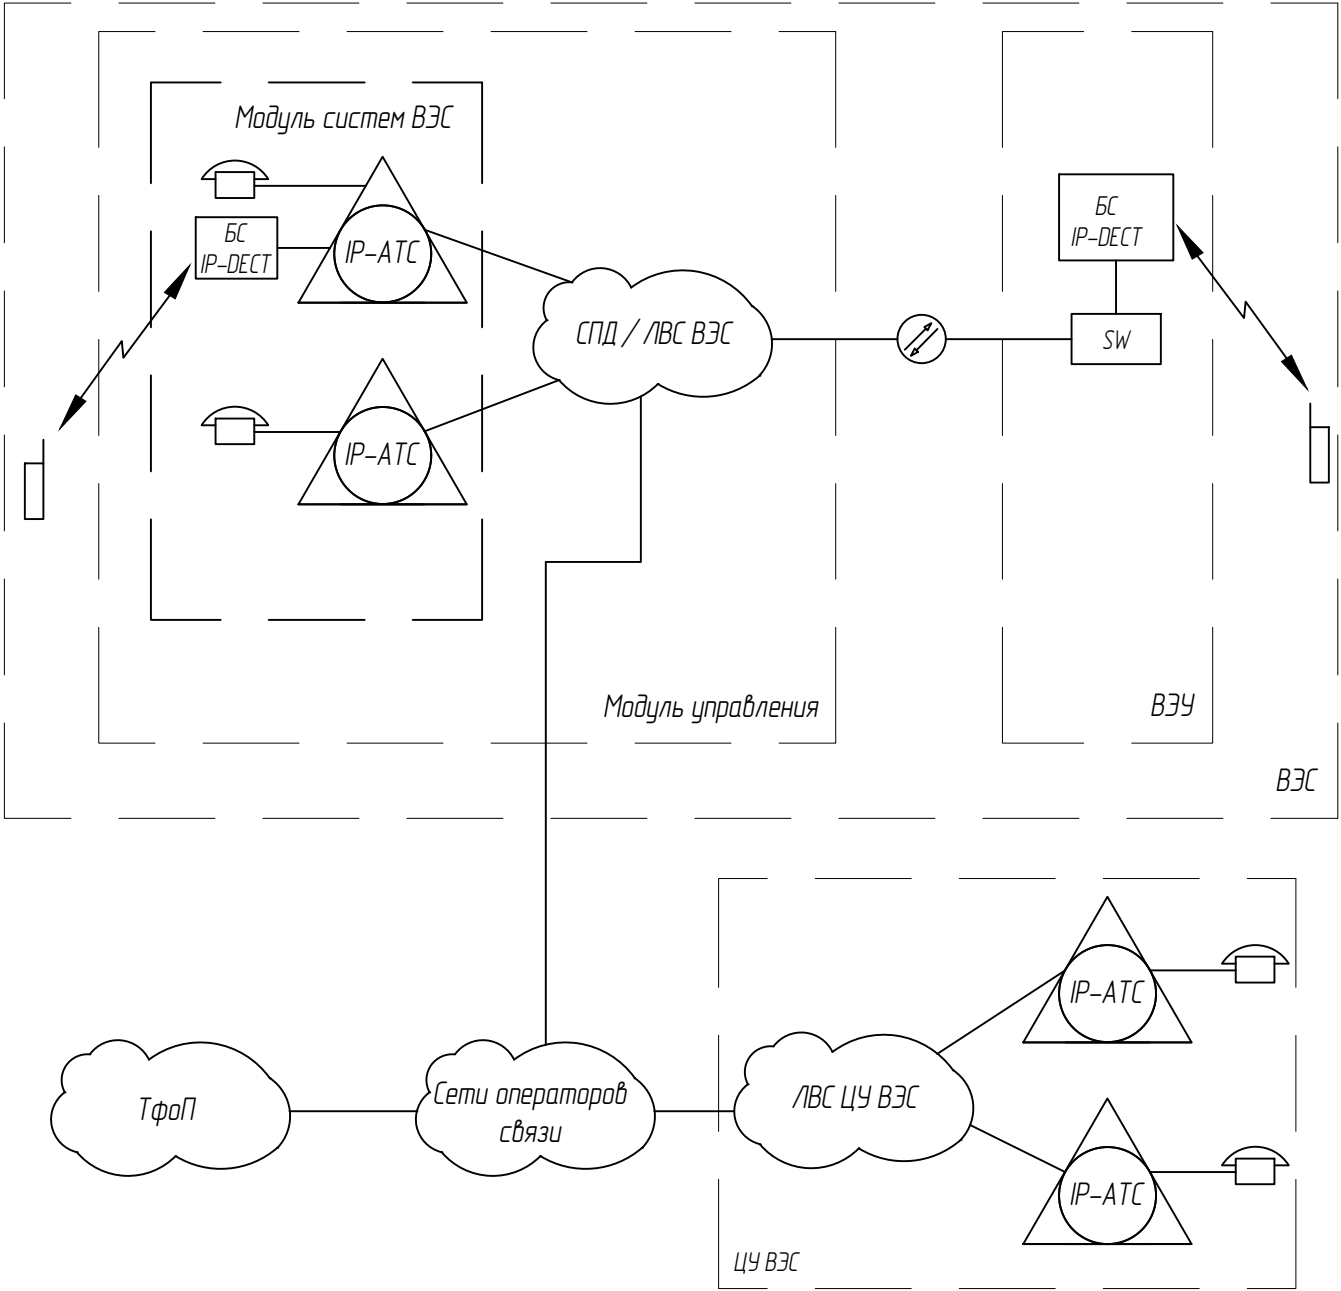 Модуль систем ВЭС
БС
IP-DECT
IP-АТС
IP-АТС
СПД / ЛВС ВЭС
БС
IP-DECT
SW
Модуль управления
ВЭУ
ВЭС
ТфоП
Сети операторов
связи
ЛВС ЦУ ВЭС
IP-АТС
IP-АТС
ЦУ ВЭС